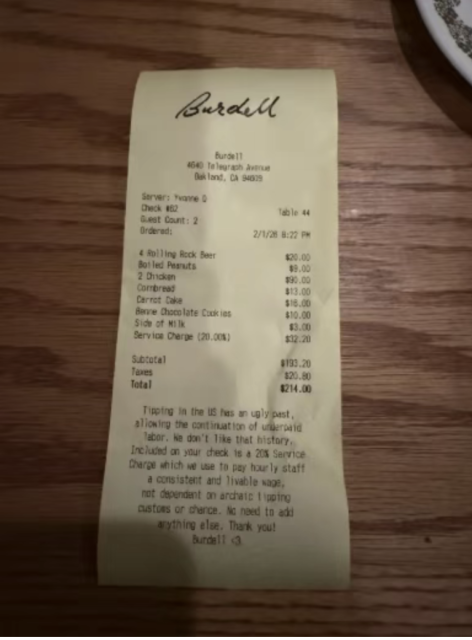 Burdell
Burdell
4640 Telegraph Avenue
Oakland, CA 94609
Server: Yvonne D
Check #62 Table 44
Guest Count: 2
Ordered: 2/1/26 8:22 PM
4 Rolling Rock Beer $20.00
Boiled Peanuts $9.00
2 Chicken $90.00
Cornbread $13.00
Carrot Cake $16.00
Benne Chocolate Cookies $10.00
Side of Milk $3.00
Service Charge (20.00%) $32.20
Subtotal $193.20
Taxes $20.80
Total $214.00
Tipping in the US has an ugly past,
allowing the continuation of underpaid
labor. We don't like that history.
Included on your check is a 20% Service
Charge which we use to pay hourly staff
a consistent and livable wage,
not dependent on archaic tipping
customs or chance. No need to add
anything else. Thank you!
Burdell <3